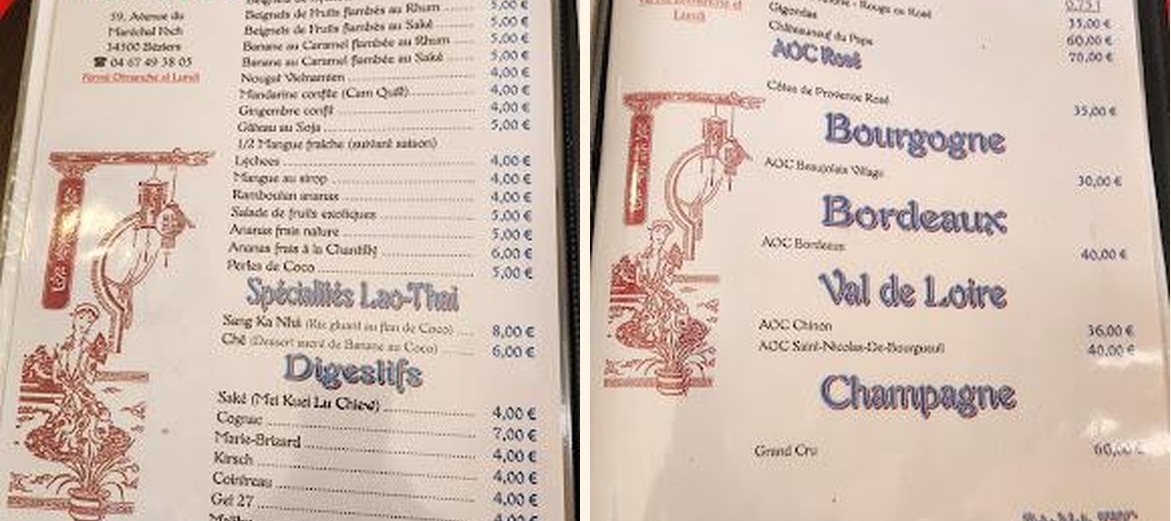 59, Avenue du
Maréchal Foch
34500 Béziers
☎ 04 67 49 38 05
Fermé Dimanche et Lundi
Beignets de Fruits flambés au Rhum 5,00 €
Beignets de Fruits flambés au Saké 5,00 €
Banane au Caramel flambée au Rhum 5,00 €
Banane au Caramel flambée au Saké 5,00 €
Nougat Vietnamien 4,00 €
Mandarine confite (Cam Quât) 4,00 €
Gingembre confit 4,00 €
Gâteau au Soja 5,00 €
1/2 Mangue fraîche (suivant saison)
Lychees 4,00 €
Mangue au sirop 4,00 €
Ramboutan ananas 4,00 €
Salade de fruits exotiques 5,00 €
Ananas frais nature 5,00 €
Ananas frais à la Chantilly 6,00 €
Perles de Coco 5,00 €
Spécialités Lao-Thai
Sang Ka Nhá (Riz gluant au flan de Coco) 8,00 €
Ché (Dessert sucré de Banane au Coco) 6,00 €
Digestifs
Saké (Mei Kuei Lu Chiew) 4,00 €
Cognac 7,00 €
Marie-Brizard 4,00 €
Kirsch 4,00 €
Cointreau 4,00 €
Get 27 4,00 €
Lundi
Rouge ou Rosé 35,00 €
Gigondas 60,00 €
Châteauneuf du Pape 70,00 €
AOC Rosé
Côtes de Provence Rosé 35,00 €
Bourgogne
AOC Beaujolais Village 30,00 €
Bordeaux
AOC Bordeaux 40,00 €
Val de Loire
AOC Chinon 36,00 €
AOC Saint-Nicolas-De-Bourgueuil 40,00 €
Champagne
Grand Cru 60,00 €